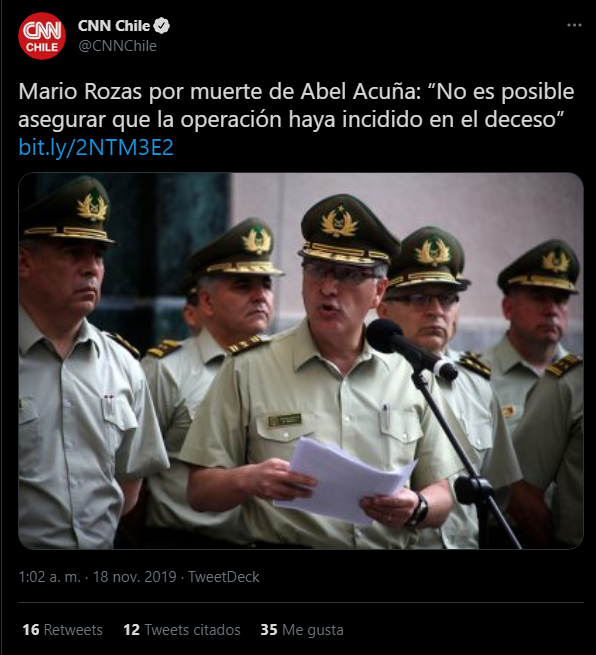 CNN
CHILE
CNN Chile
@CNNChile
Mario Rozas por muerte de Abel Acuña: “No es posible
asegurar que la operación haya incidido en el deceso”
bit.ly/2NTM3E2
1:02 a. m. · 18 nov. 2019 · TweetDeck
16 Retweets 12 Tweets citados 35 Me gusta